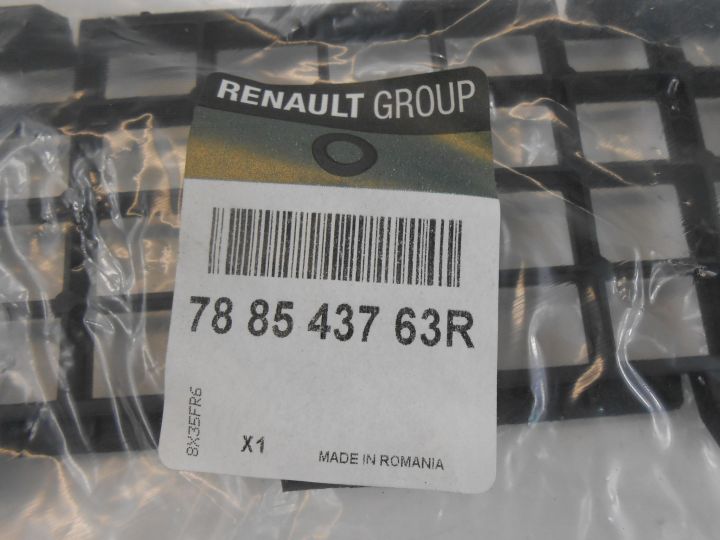 RENAULT GROUP
78 85 437 63R
8X35FR6
X1
MADE IN ROMANIA